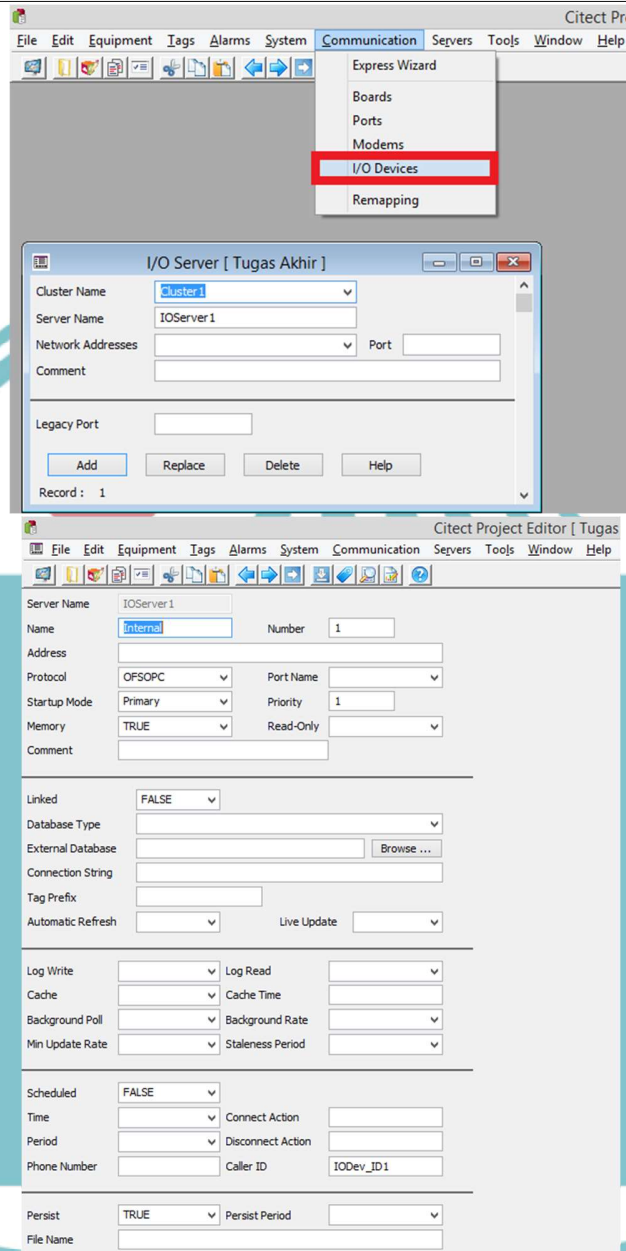 Citect Pr
File Edit Equipment Tags Alarms System Communication Servers Tools Window Help
Express Wizard
Boards
Ports
Modems
I/O Devices
Remapping
I/O Server [ Tugas Akhir ]
Cluster Name Cluster1
Server Name IOServer1
Network Addresses Port
Comment
Legacy Port
Add Replace Delete Help
Record : 1
Citect Project Editor [ Tugas
File Edit Equipment Tags Alarms System Communication Servers Tools Window Help
Server Name IOServer1
Name Internal Number 1
Address
Protocol OFSOPC Port Name
Startup Mode Primary Priority 1
Memory TRUE Read-Only
Comment
Linked FALSE
Database Type
External Database Browse ...
Connection String
Tag Prefix
Automatic Refresh Live Update
Log Write Log Read
Cache Cache Time
Background Poll Background Rate
Min Update Rate Staleness Period
Scheduled FALSE
Time Connect Action
Period Disconnect Action
Phone Number Caller ID IODev_ID1
Persist TRUE Persist Period
File Name